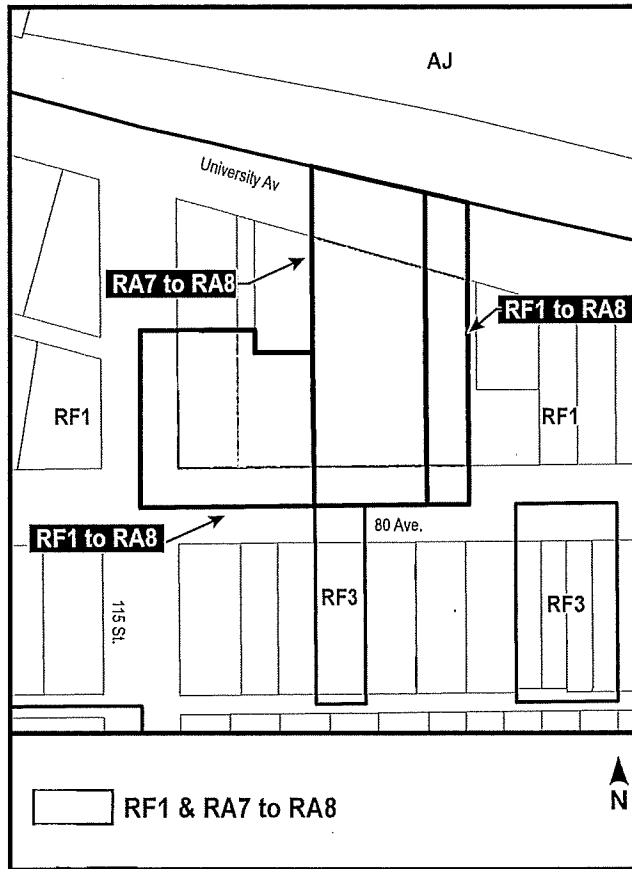 AJ
University Av
RA7 to RA8
RF1 to RA8
RF1
RF1
RF1 to RA8
80 Ave.
115 St.
RF3
RF3
RF1 & RA7 to RA8
N